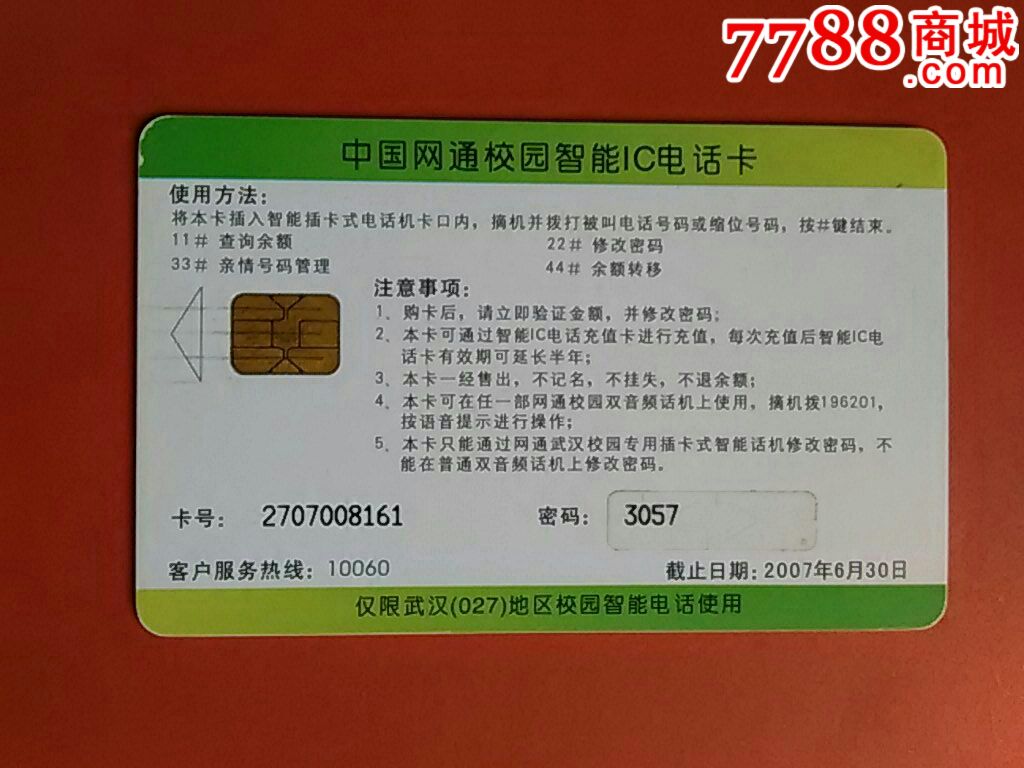 7788商城
.com
中国网通校园智能IC电话卡
使用方法:
将本卡插入智能插卡式电话机卡口内，摘机并拨打被叫电话号码或缩位号码，按#键结束。
11# 查询余额 22# 修改密码
33# 亲情号码管理 44# 余额转移
注意事项:
1、购卡后，请立即验证金额，并修改密码;
2、本卡可通过智能IC电话充值卡进行充值，每次充值后智能IC电
话卡有效期可延长半年;
3、本卡一经售出，不记名，不挂失，不退余额;
4、本卡可在任一部网通校园双音频话机上使用，摘机拨196201，
按语音提示进行操作;
5、本卡只能通过网通武汉校园专用插卡式智能话机修改密码，不
能在普通双音频话机上修改密码。
卡号: 2707008161 密码: 3057
客户服务热线: 10060 截止日期: 2007年6月30日
仅限武汉(027)地区校园智能电话使用